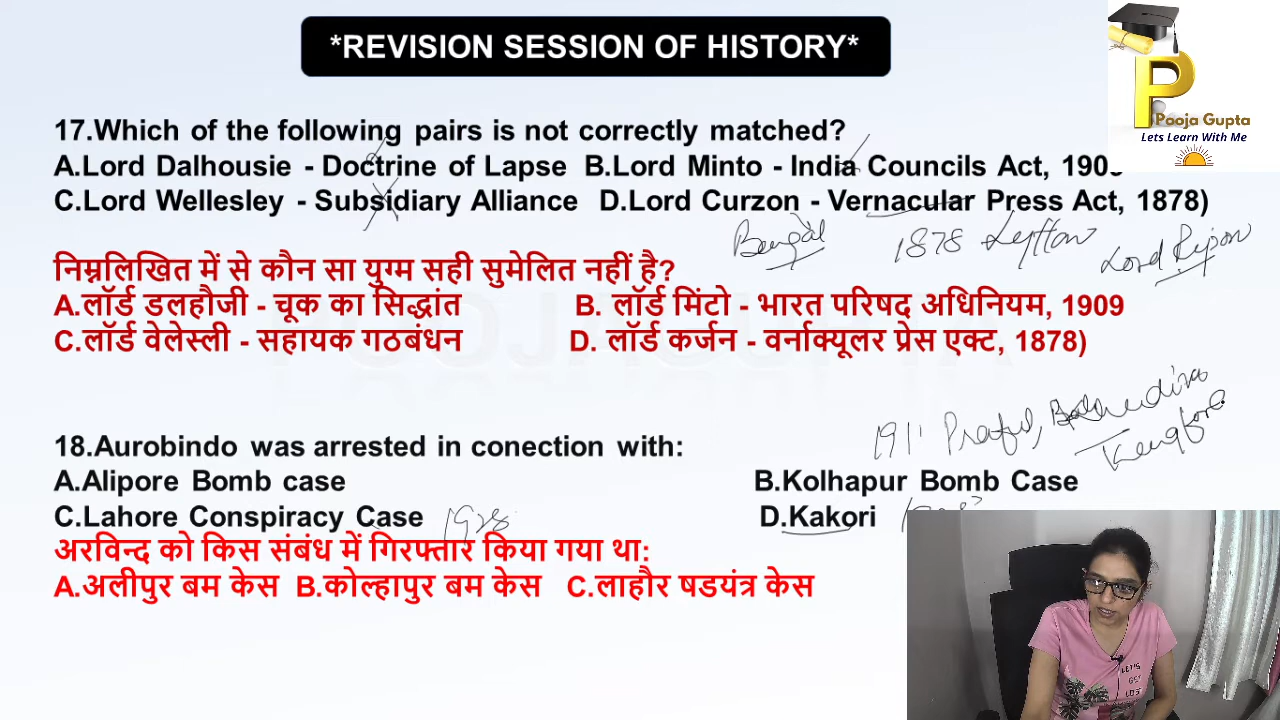 *REVISION SESSION OF HISTORY*
P
Pooja Gupta
Lets Learn With Me
17.Which of the following pairs is not correctly matched?
A.Lord Dalhousie - Doctrine of Lapse B.Lord Minto - India Councils Act, 1909
C.Lord Wellesley - Subsidiary Alliance D.Lord Curzon - Vernacular Press Act, 1878)
Bengal 1878 Lytton Lord Ripon
निम्नलिखित में से कौन सा युग्म सही सुमेलित नहीं है?
A.लॉर्ड डलहौजी - चूक का सिद्धांत B. लॉर्ड मिंटो - भारत परिषद अधिनियम, 1909
C.लॉर्ड वेलेस्ली - सहायक गठबंधन D. लॉर्ड कर्जन - वर्नाक्यूलर प्रेस एक्ट, 1878)
18.Aurobindo was arrested in conection with:
A.Alipore Bomb case B.Kolhapur Bomb Case
C.Lahore Conspiracy Case 1928 D.Kakori
अरविन्द को किस संबंध में गिरफ्तार किया गया था:
A.अलीपुर बम केस B.कोल्हापुर बम केस C.लाहौर षडयंत्र केस